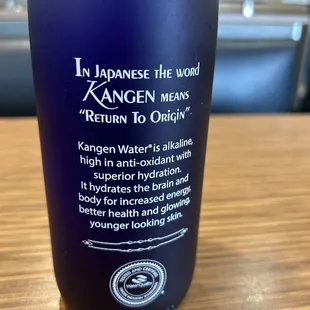 In Japanese the word
Kangen means
"Return To Origin"
Kangen Water® is alkaline,
high in anti-oxidant with
superior hydration.
It hydrates the brain and
body for increased energy,
better health and glowing,
younger looking skin.